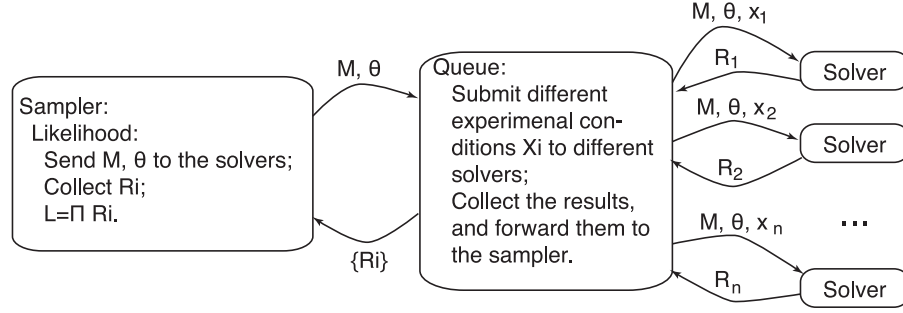 Sampler:
Likelihood:
Send M, θ to the solvers;
Collect Ri;
L=Π Ri.
M, θ
{Ri}
Queue:
Submit different
experimenal con-
ditions Xi to different
solvers;
Collect the results,
and forward them to
the sampler.
M, θ, x1
R1
Solver
M, θ, x2
R2
Solver
...
M, θ, xn
Rn
Solver